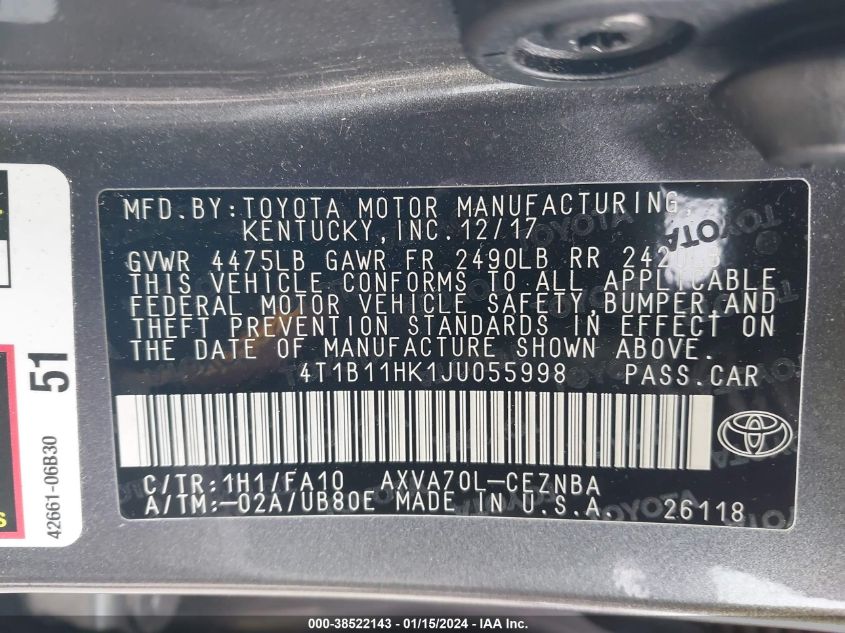 MFD.BY:TOYOTA MOTOR MANUFACTURING,
KENTUCKY,INC.12/17
GVWR 4475LB GAWR FR 2490LB RR
THIS VEHICLE CONFORMS TO ALL APPLICABLE
FEDERAL MOTOR VEHICLE SAFETY,BUMPER,AND
THEFT PREVENTION STANDARDS IN EFFECT ON
THE DATE OF MANUFACTURE SHOWN ABOVE.
4T1B11HK1JU055998 PASS.CAR
C/TR:1H1/FA10 AXVA70L-CEZNBA
A/TM:-02A/UB80E MADE IN U.S.A. 26118
TOYOTA
51
42661-06B30
000-38522143 - 01/15/2024 - IAA Inc.